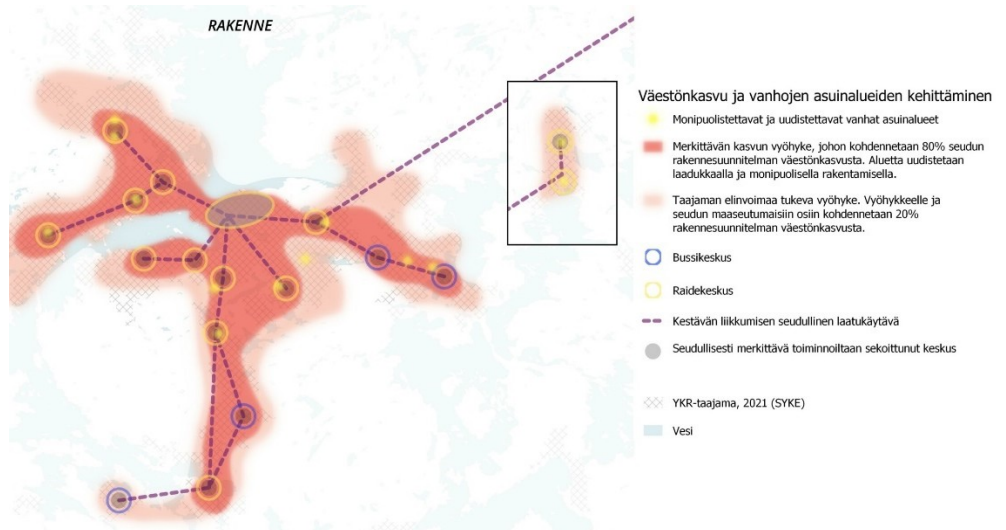 RAKENNE
Väestönkasvu ja vanhojen asuinalueiden kehittäminen
Monipuolistettavat ja uudistettavat vanhat asuinalueet
Merkittävän kasvun vyöhyke, johon kohdennetaan 80% seudun
rakennesuunnitelman väestönkasvusta. Aluetta uudistetaan
laadukkaalla ja monipuolisella rakentamisella.
Taajaman elinvoimaa tukeva vyöhyke. Vyöhykkeelle ja
seudun maaseutumaisiin osiin kohdennetaan 20%
rakennesuunnitelman väestönkasvusta.
Bussikeskus
Raidekeskus
Kestävän liikkumisen seudullinen laatukäytävä
Seudullisesti merkittävä toiminnoiltaan sekoittunut keskus
YKR-taajama, 2021 (SYKE)
Vesi